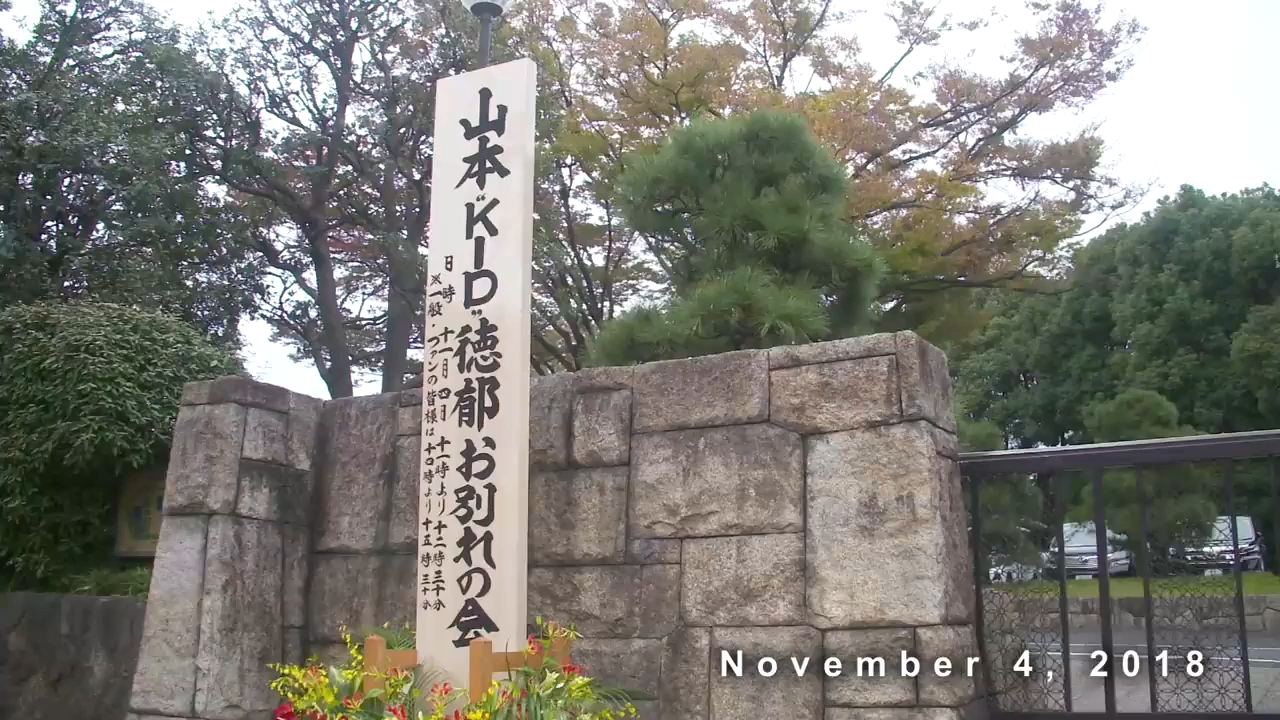 山本"KID"徳郁お別れの会
日時 十一月四日 十一時より十二時三十分
※一般・ファンの皆様は十四時より十五時三十分
November 4, 2018